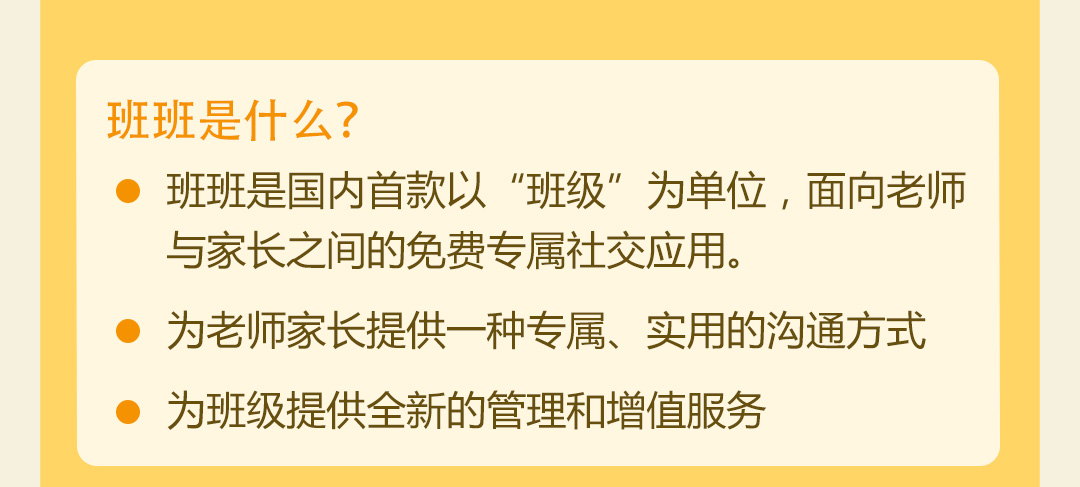 班班是什么?
班班是国内首款以“班级”为单位，面向老师
与家长之间的免费专属社交应用。
为老师家长提供一种专属、实用的沟通方式
为班级提供全新的管理和增值服务